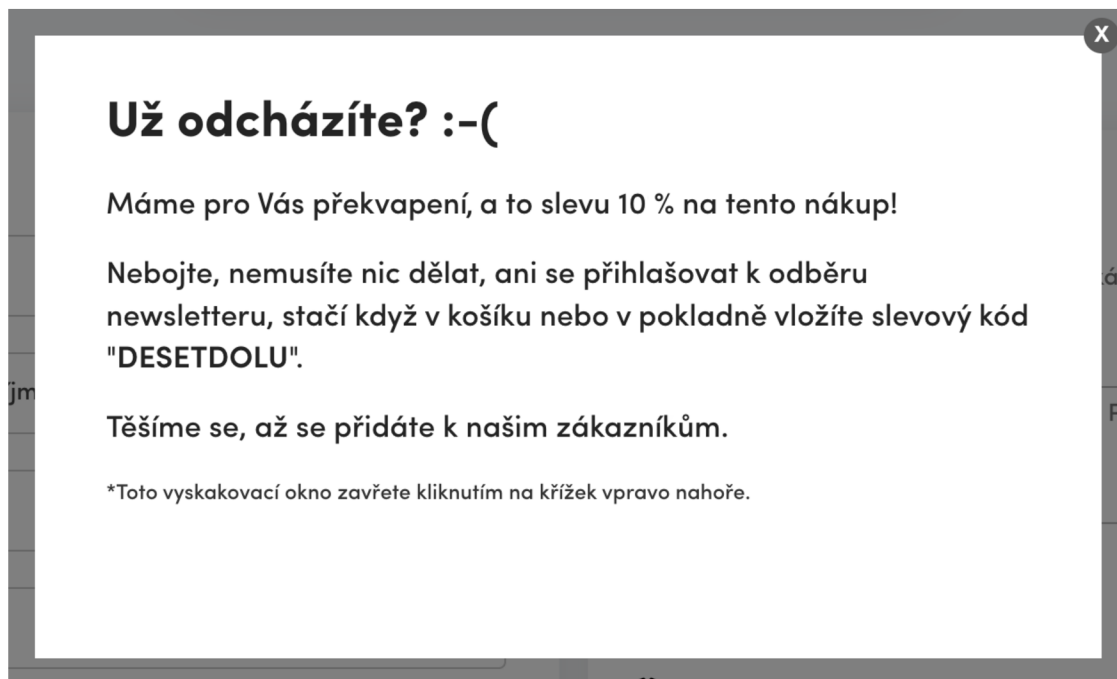 X
Už odcházíte? :-(
Máme pro Vás překvapení, a to slevu 10 % na tento nákup!
Nebojte, nemusíte nic dělat, ani se přihlašovat k odběru
newsletteru, stačí když v košíku nebo v pokladně vložíte slevový kód
"DESETDOLU".
Těšíme se, až se přidáte k našim zákazníkům.
*Toto vyskakovací okno zavřete kliknutím na křížek vpravo nahoře.